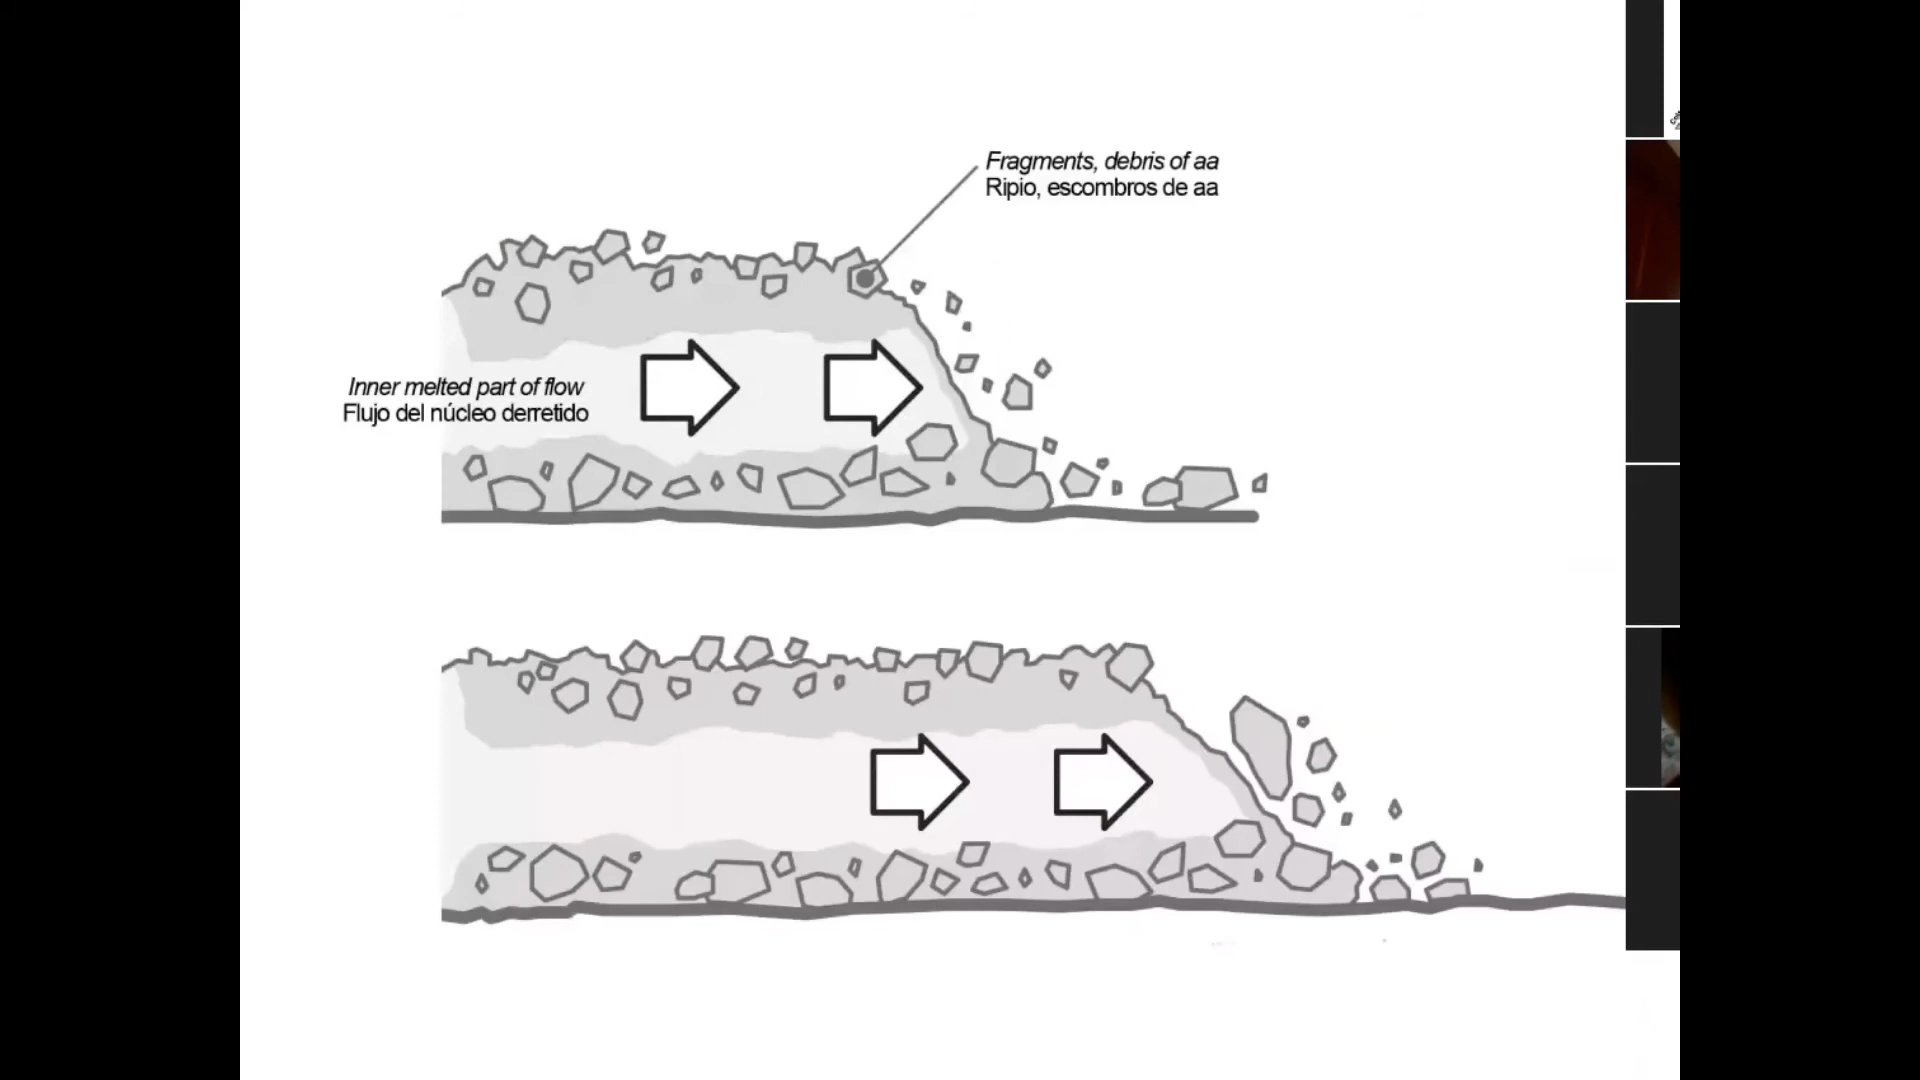 Fragments, debris of aa
Ripio, escombros de aa
Inner melted part of flow
Flujo del núcleo derretido